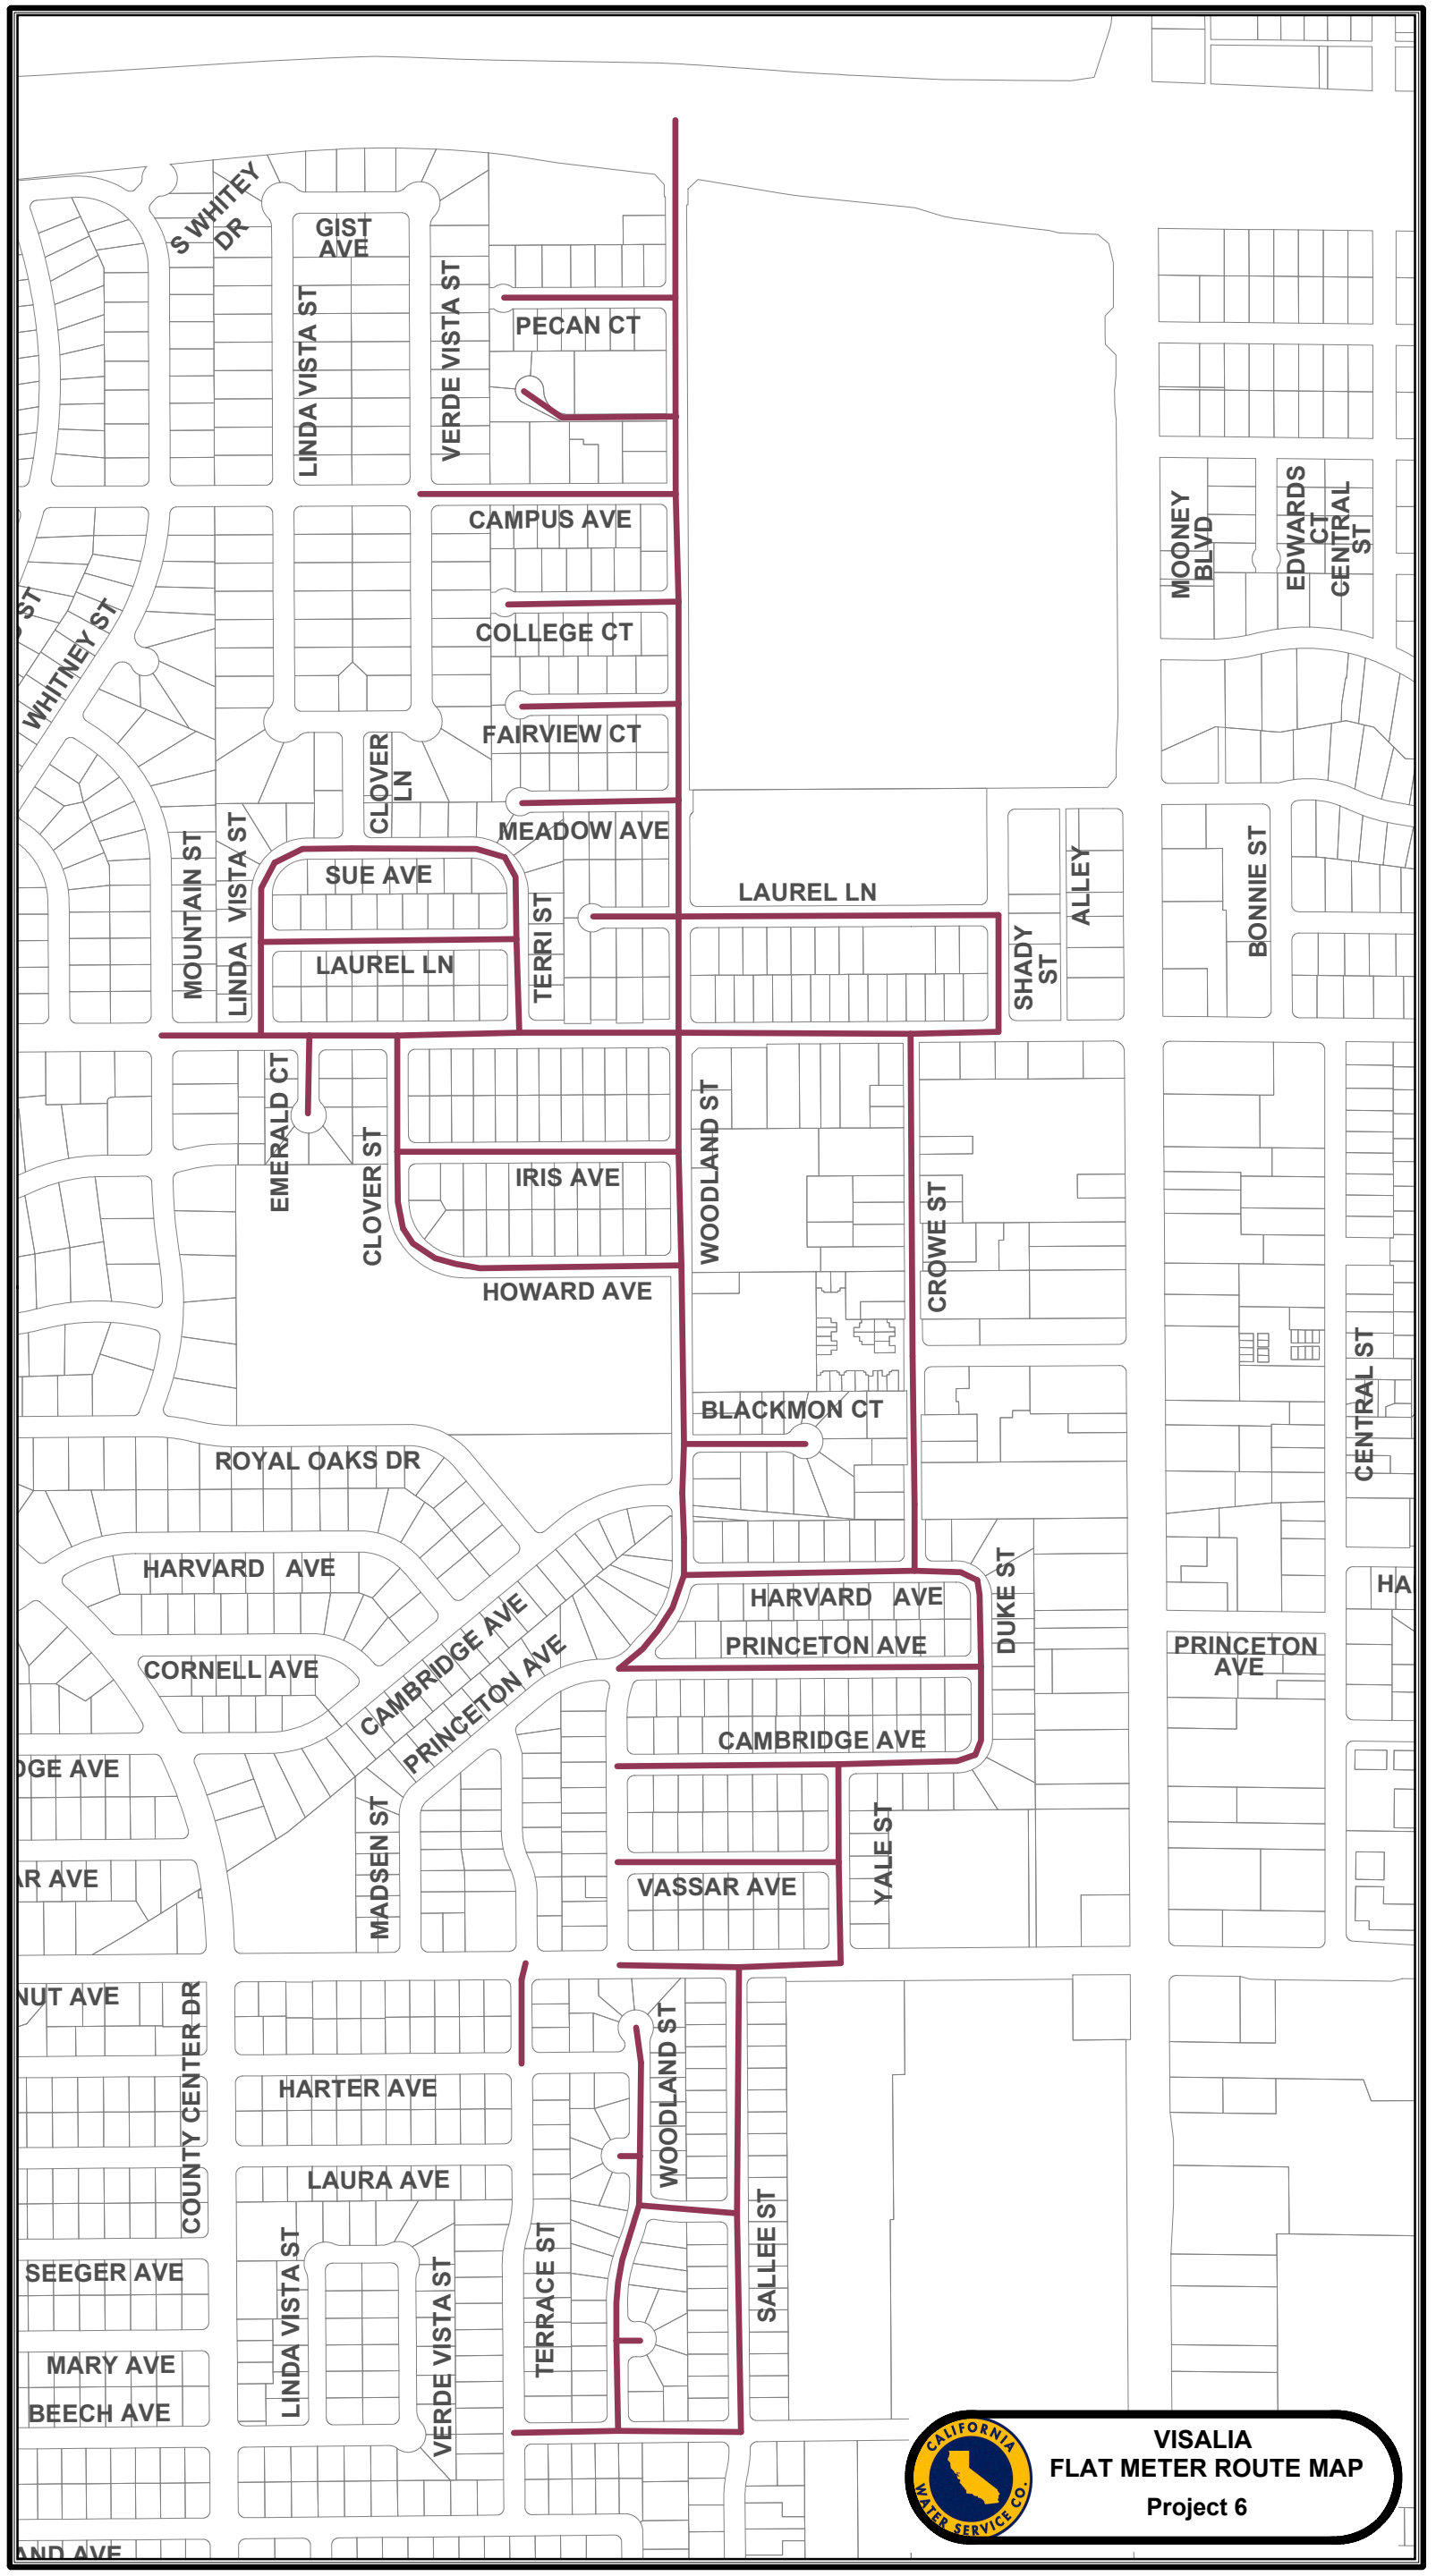 S WHITEY
DR
GIST
AVE
LINDA VISTA ST
VERDE VISTA ST
PECAN CT
CAMPUS AVE
MOONEY
BLVD
EDWARDS
CT
CENTRAL
ST
ST
WHITNEY ST
COLLEGE CT
FAIRVIEW CT
CLOVER
LN
MEADOW AVE
MOUNTAIN ST
LINDA VISTA ST
SUE AVE
TERRI ST
LAUREL LN
LAUREL LN
SHADY
ST
ALLEY
BONNIE ST
EMERALD CT
CLOVER ST
IRIS AVE
WOODLAND ST
CROWE ST
HOWARD AVE
BLACKMON CT
CENTRAL ST
ROYAL OAKS DR
HARVARD AVE
CORNELL AVE
CAMBRIDGE AVE
PRINCETON AVE
HARVARD AVE
DUKE ST
HA
PRINCETON AVE
PRINCETON
AVE
CAMBRIDGE AVE
DGE AVE
MADSEN ST
YALE ST
AR AVE
VASSAR AVE
NUT AVE
COUNTY CENTER DR
WOODLAND ST
HARTER AVE
LAURA AVE
SEEGER AVE
LINDA VISTA ST
VERDE VISTA ST
TERRACE ST
SALLEE ST
MARY AVE
BEECH AVE
AND AVE
CALIFORNIA
WATER SERVICE CO.
VISALIA
FLAT METER ROUTE MAP
Project 6